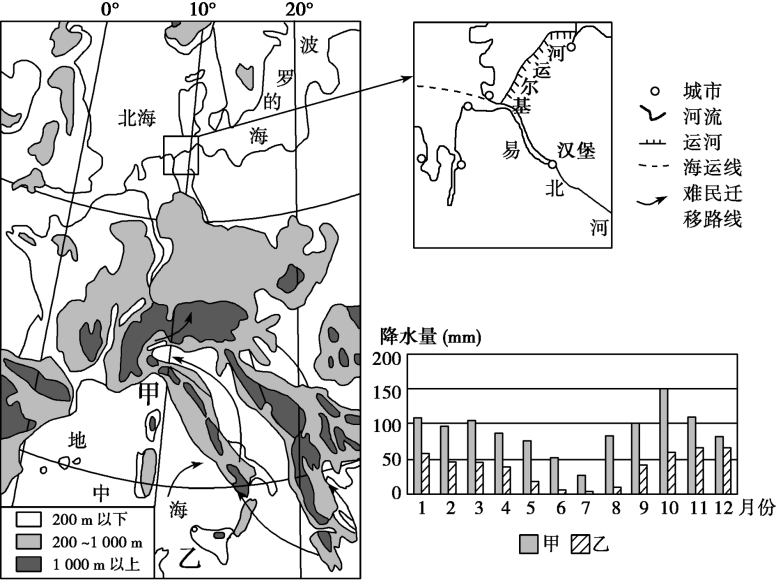 0° 10° 20°
波
罗
的
海
北海
甲
地
中
海
乙
200 m 以下
200 ~1 000 m
1 000 m 以上
河
运
尔
基
易
北
河
汉堡
城市
河流
运河
海运线
难民迁
移路线
降水量 (mm)
200
150
100
50
0
1 2 3 4 5 6 7 8 9 10 11 12 月份
甲 乙